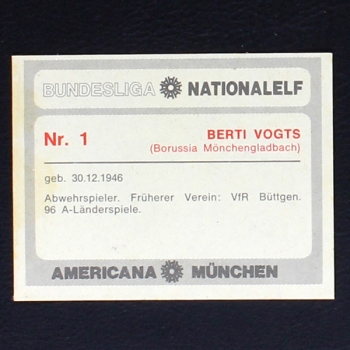 BUNDESLIGA NATIONALELF
Nr. 1 BERTI VOGTS
(Borussia Mönchengladbach)
geb. 30.12.1946
Abwehrspieler. Früherer Verein: VfR Büttgen.
96 A-Länderspiele.
AMERICANA MÜNCHEN